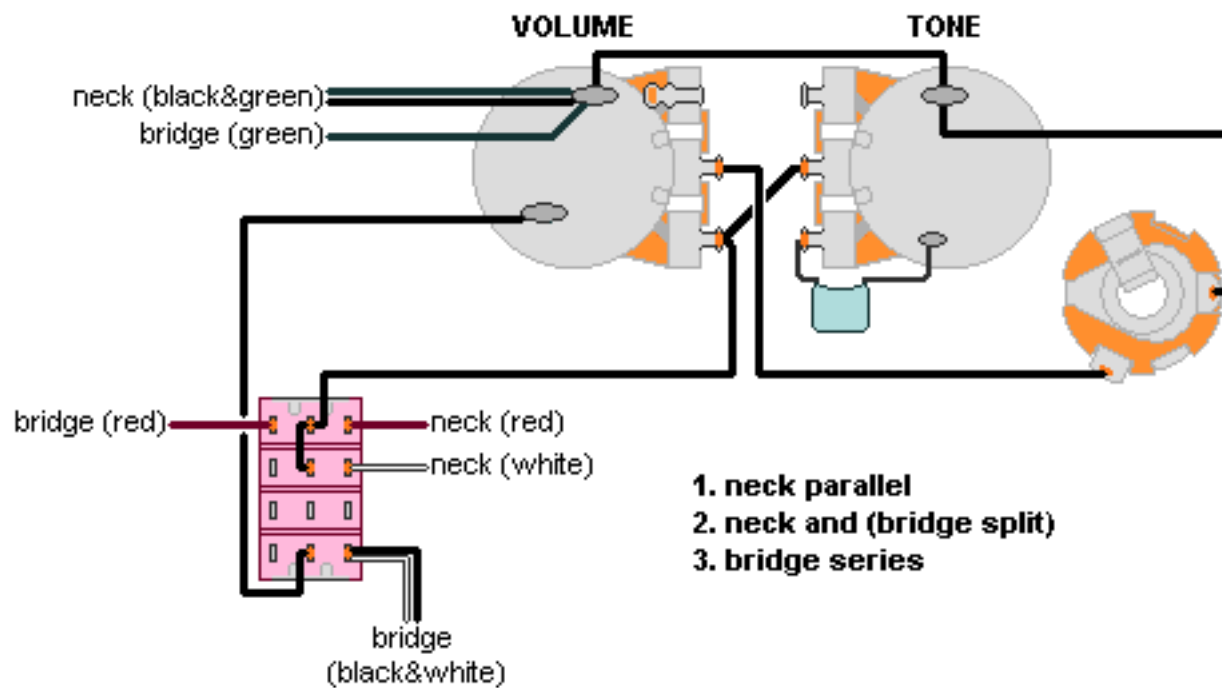 VOLUME
TONE
neck (black&green)
bridge (green)
bridge (red)
neck (red)
neck (white)
1. neck parallel
2. neck and (bridge split)
3. bridge series
bridge
(black&white)